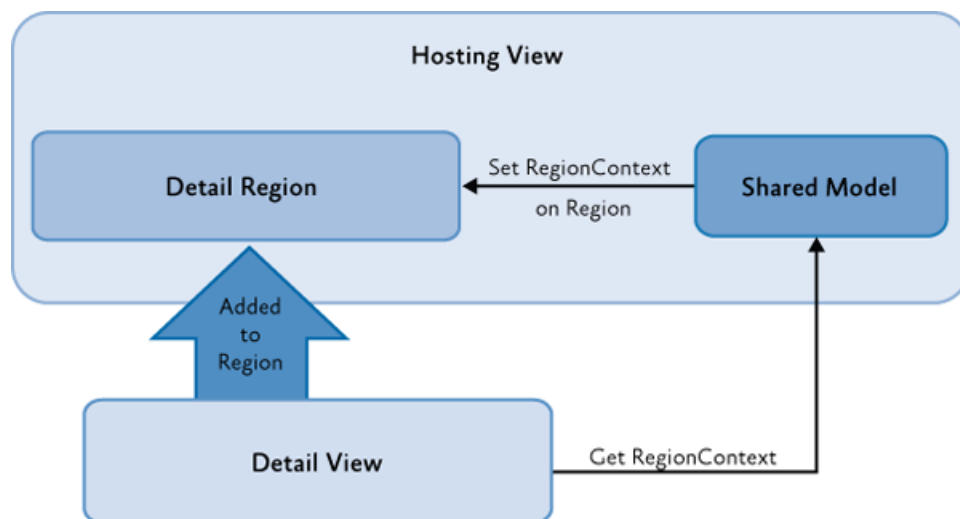 Hosting View
Detail Region
Set RegionContext
on Region
Shared Model
Added
to
Region
Detail View
Get RegionContext